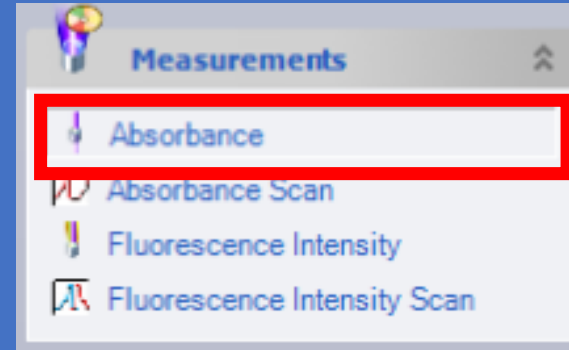 Measurements
Absorbance
Absorbance Scan
Fluorescence Intensity
Fluorescence Intensity Scan